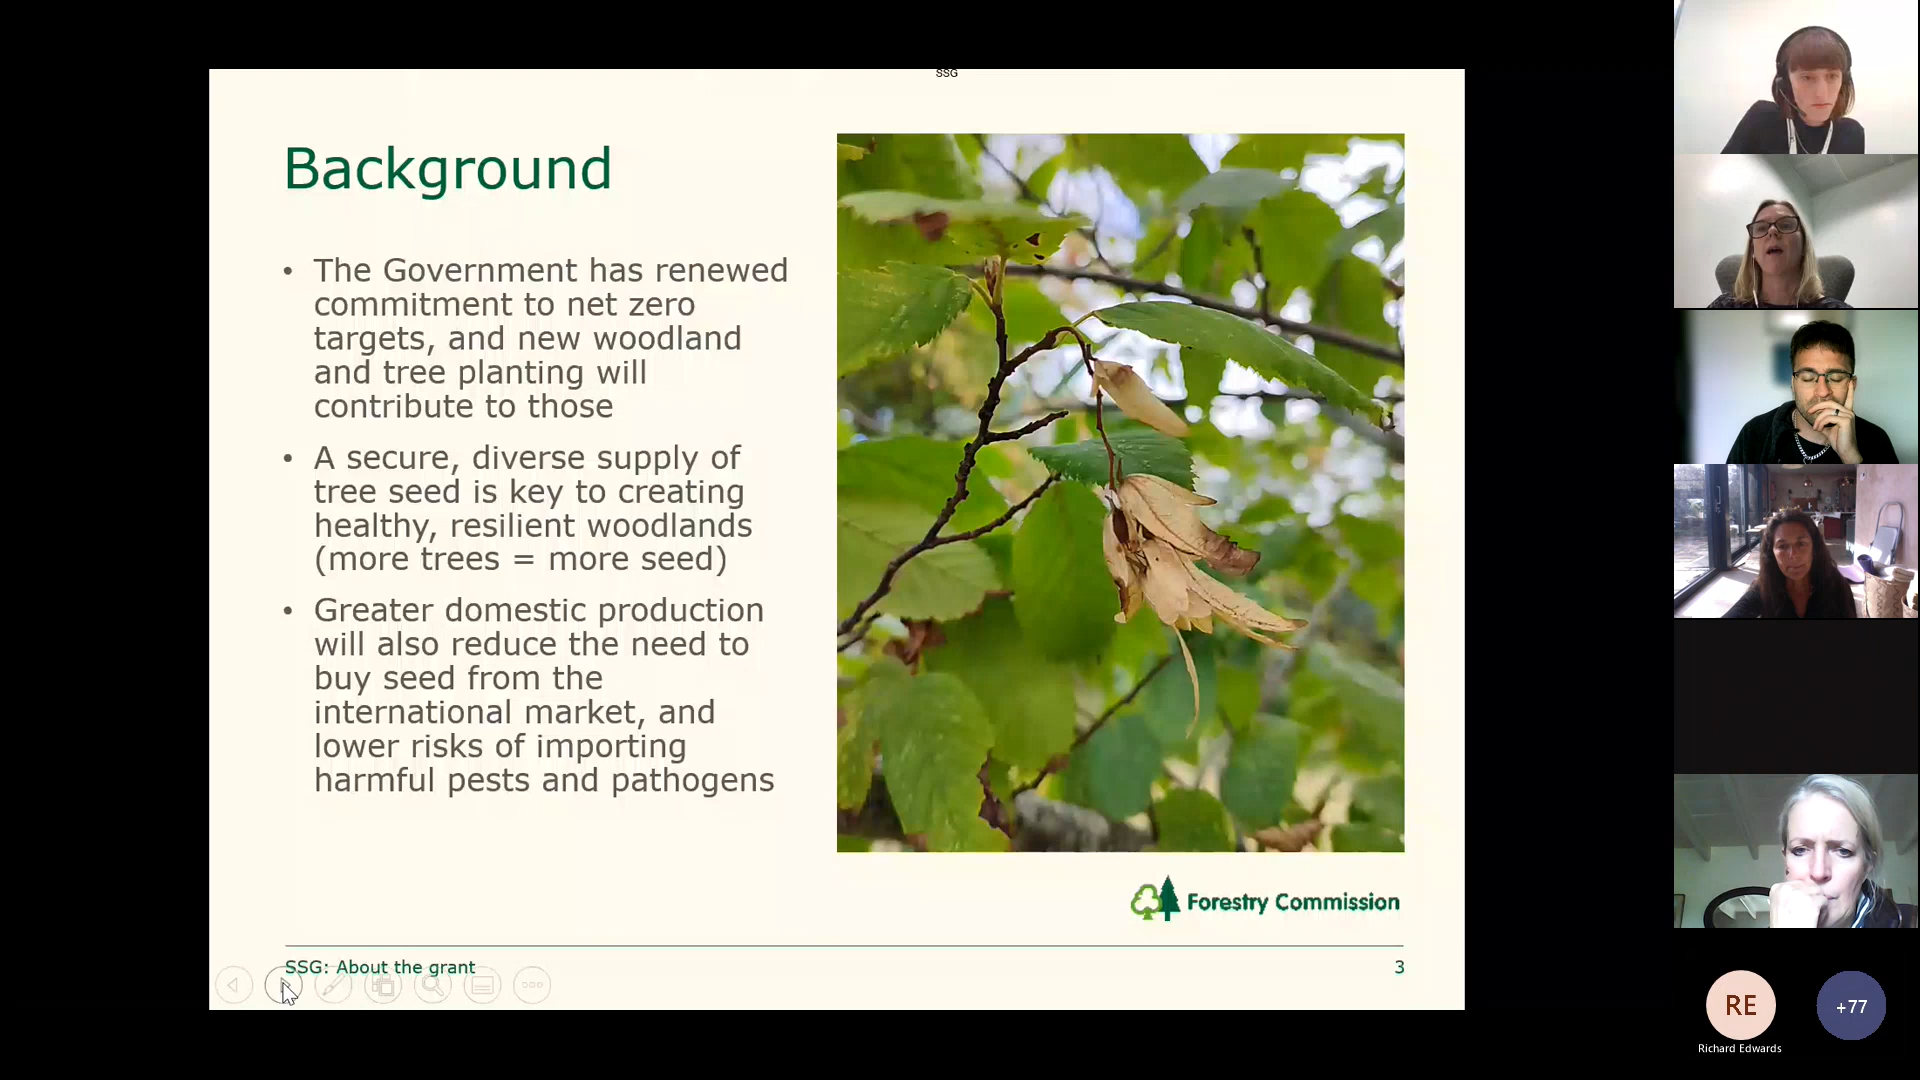 SSG
Background
• The Government has renewed
commitment to net zero
targets, and new woodland
and tree planting will
contribute to those
• A secure, diverse supply of
tree seed is key to creating
healthy, resilient woodlands
(more trees = more seed)
• Greater domestic production
will also reduce the need to
buy seed from the
international market, and
lower risks of importing
harmful pests and pathogens
Forestry Commission
SSG: About the grant
3
RE
+77
Richard Edwards